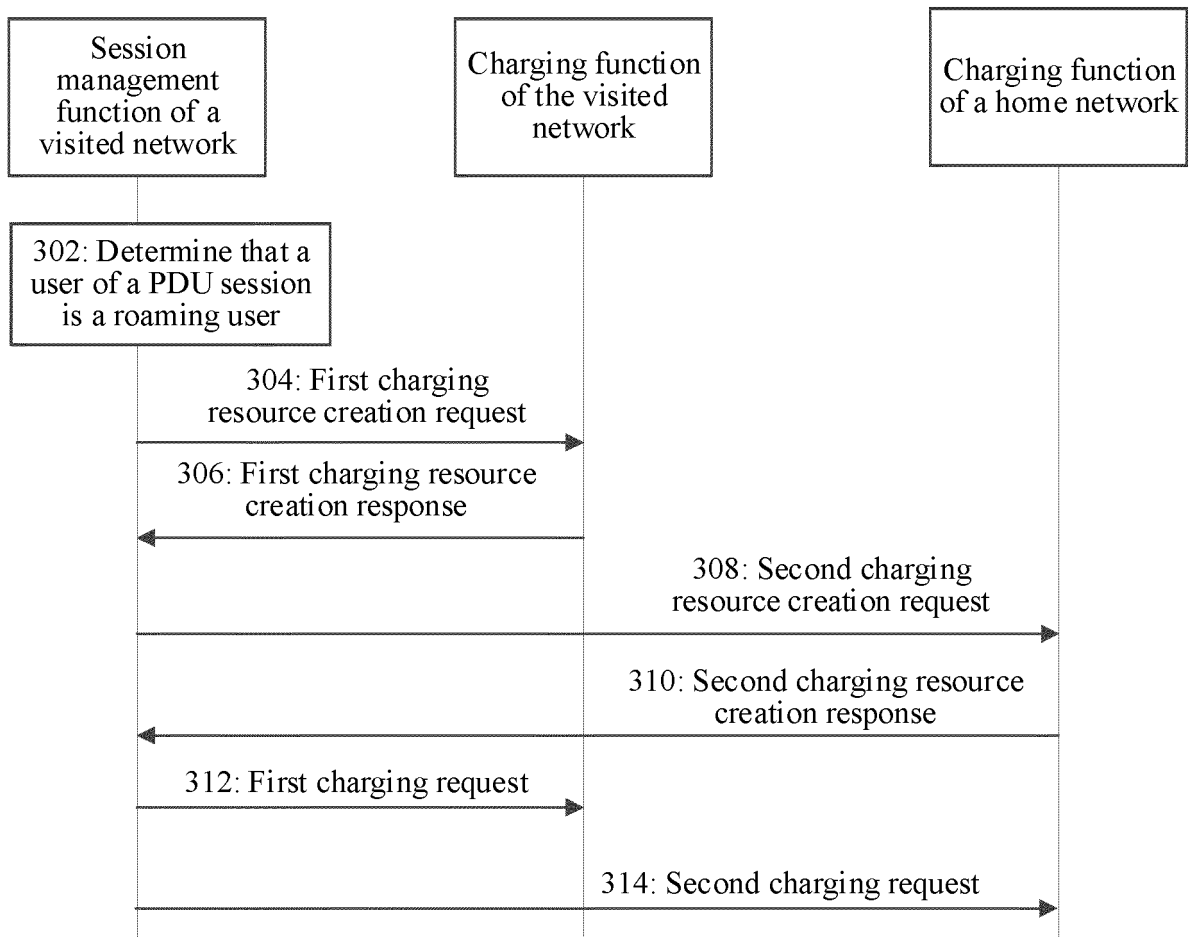 Session
management
function of a
visited network
Charging function
of the visited
network
Charging function
of a home network
302: Determine that a
user of a PDU session
is a roaming user
304: First charging
resource creation request
306: First charging resource
creation response
308: Second charging
resource creation request
310: Second charging resource
creation response
312: First charging request
314: Second charging request